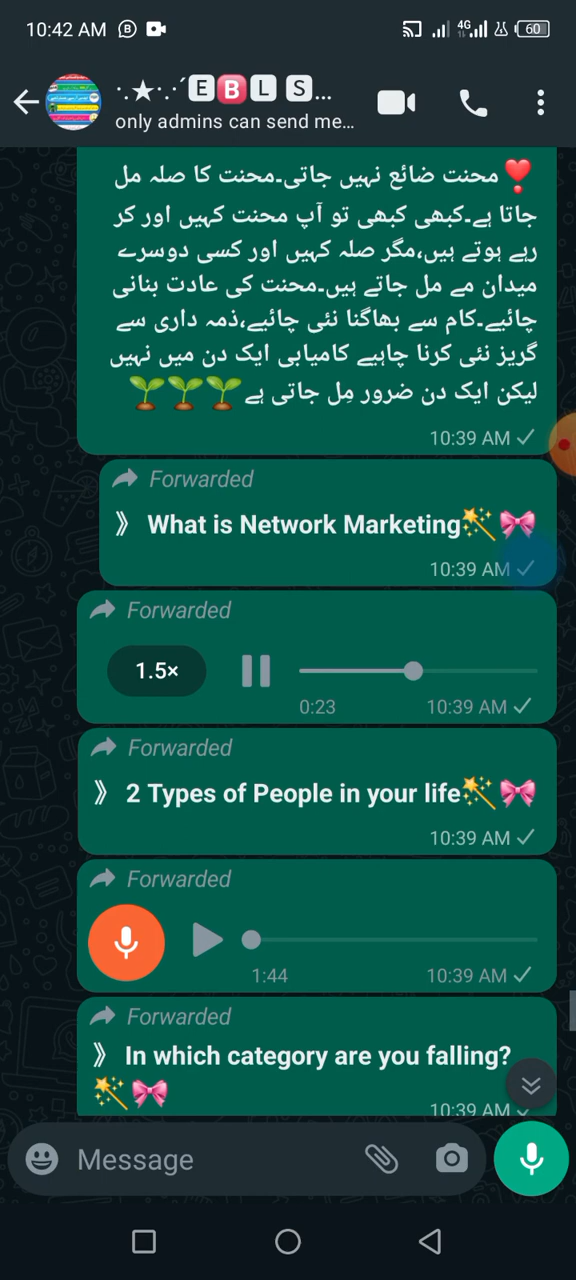 10:42 AM
4G
60
·.★·.·´🄴🅱🄻 🅂...
only admins can send me...
محنت ضائع نہیں جاتی۔محنت کا صلہ مل
جاتا ہے۔کبھی کبھی تو آپ محنت کہیں اور کر
رہے ہوتے ہیں،مگر صلہ کہیں اور کسی دوسرے
میدان مے مل جاتے ہیں۔محنت کی عادت بنانی
چائیے۔کام سے بھاگنا نئی چائیے،ذمہ داری سے
گریز نئی کرنا چاہیے کامیابی ایک دن میں نہیں
لیکن ایک دن ضرور مِل جاتی ہے
10:39 AM
Forwarded
》 What is Network Marketing
10:39 AM
Forwarded
1.5×
0:23 10:39 AM
Forwarded
》 2 Types of People in your life
10:39 AM
Forwarded
1:44 10:39 AM
Forwarded
》 In which category are you falling?
10:39 AM
Message